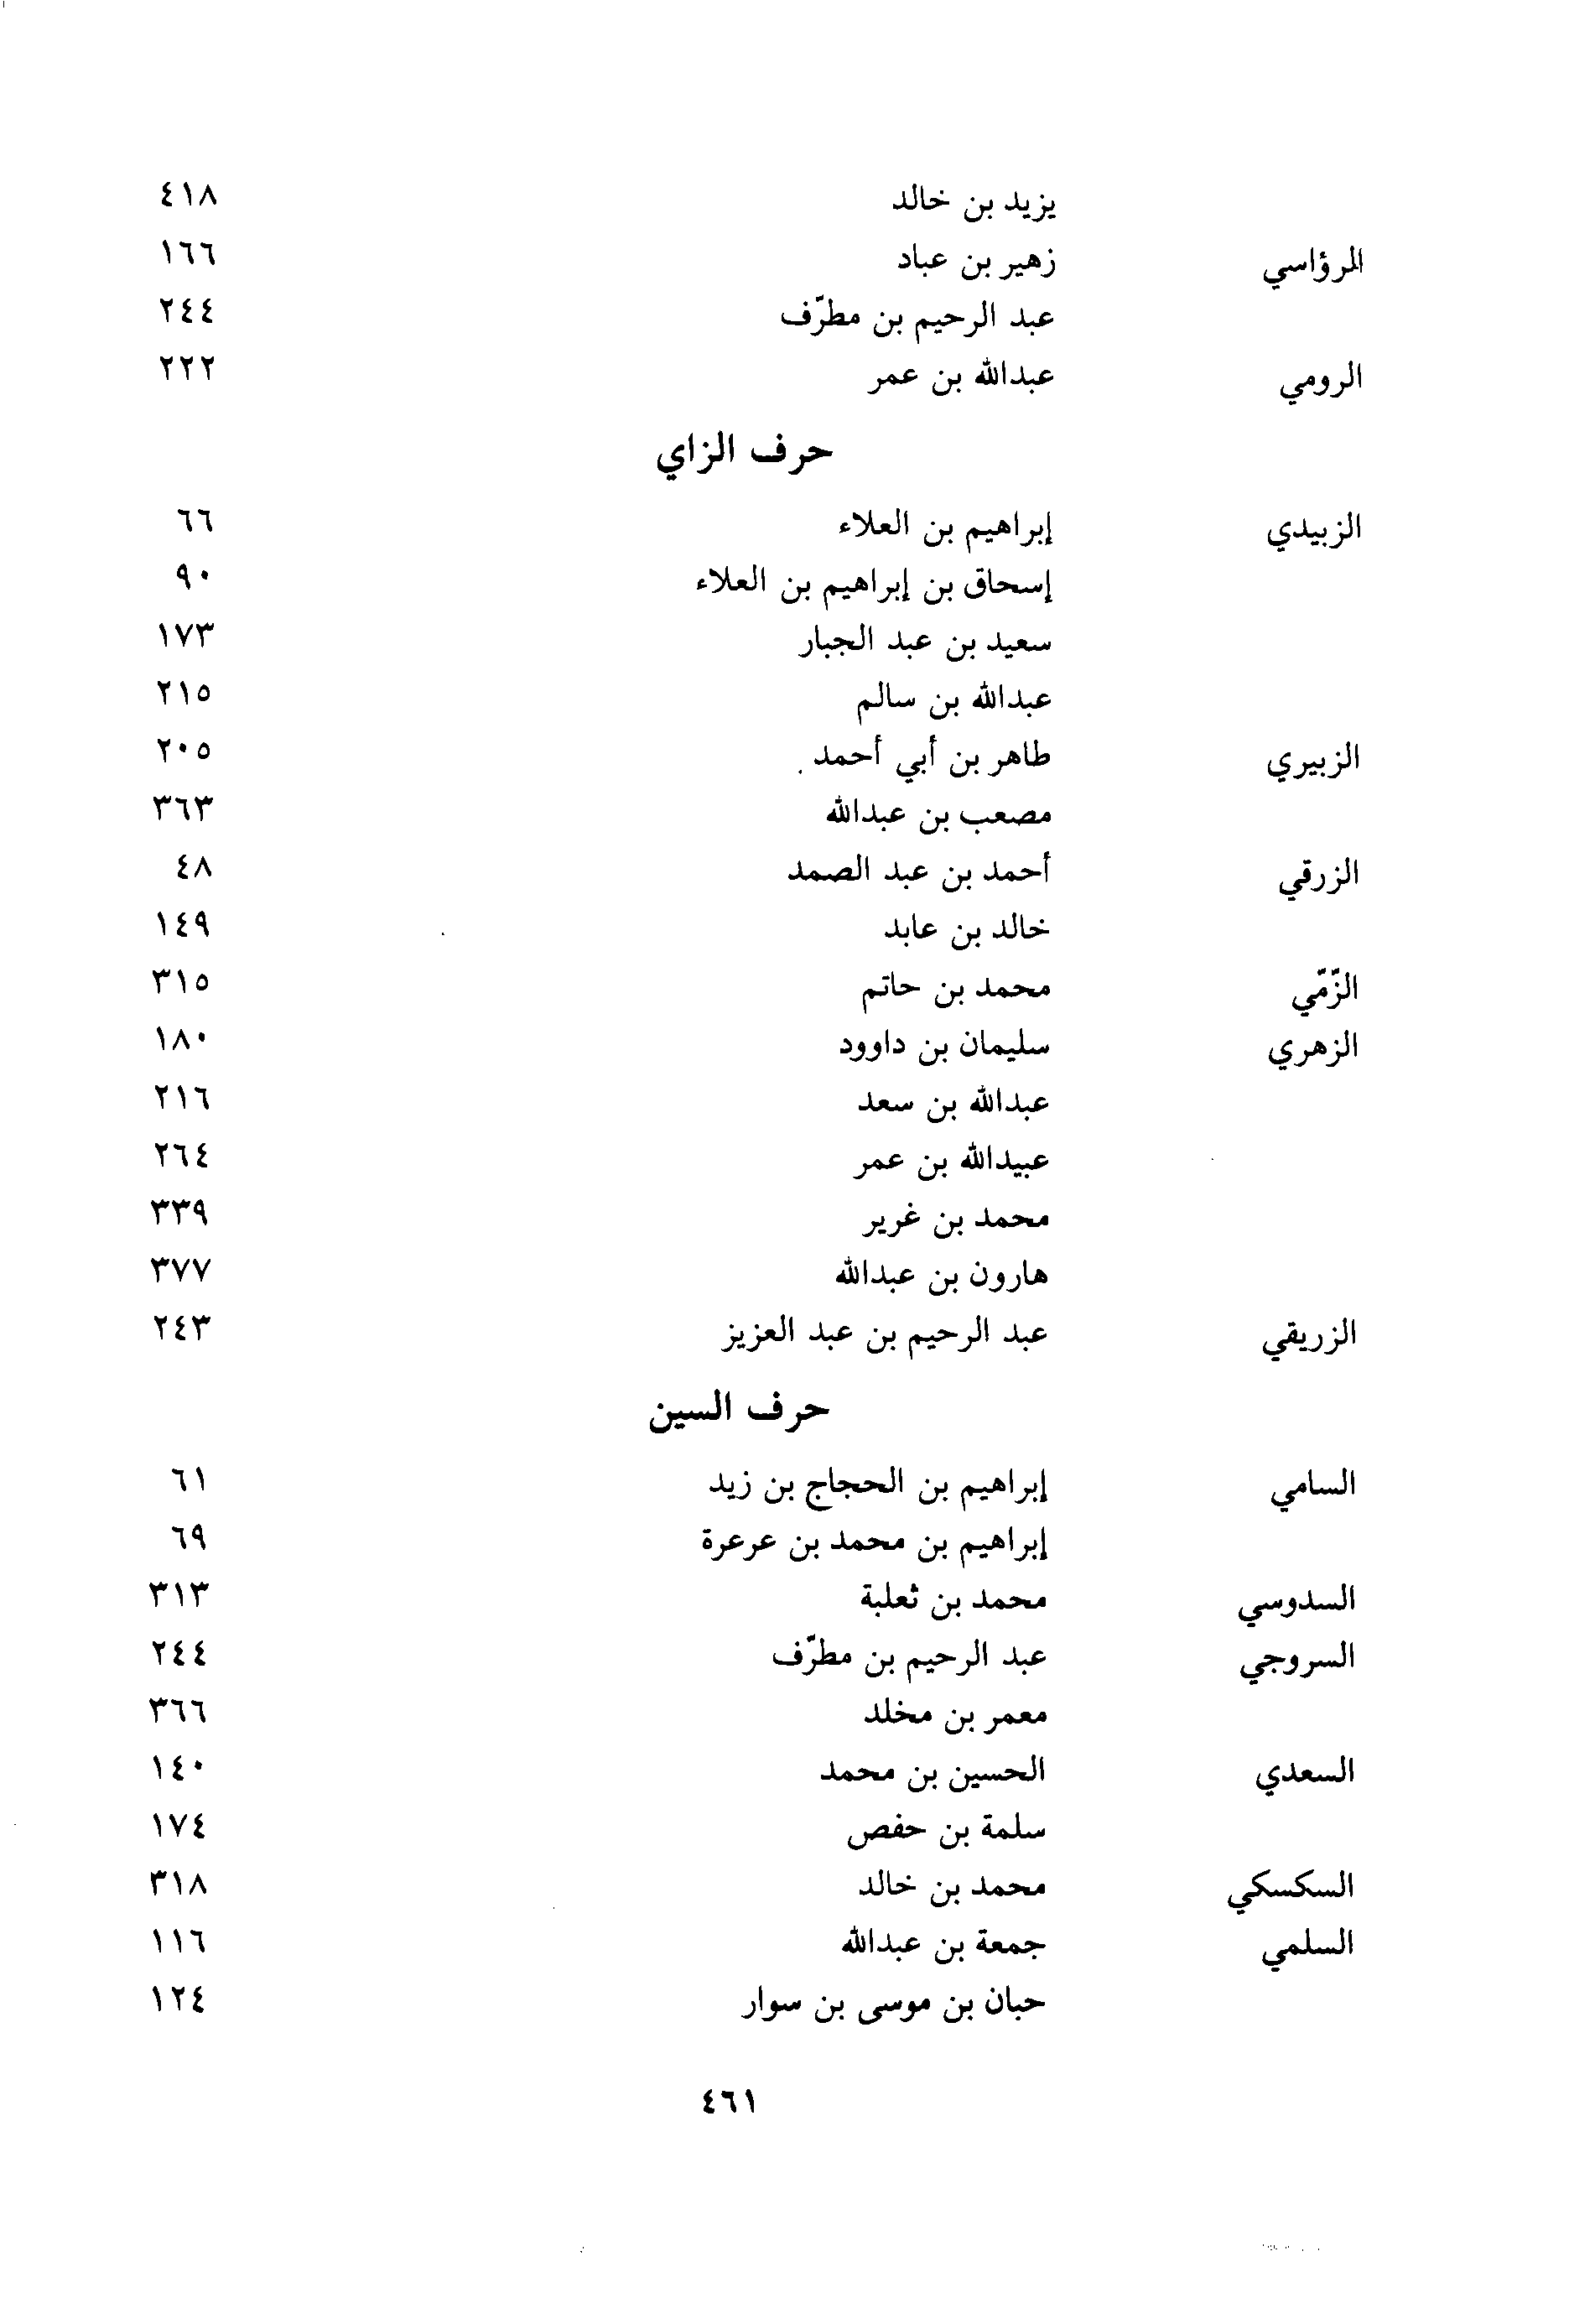 يزيد بن خالد ٤١٨
المرؤاسي زهير بن عباد ١٦٦
عبد الرحيم بن مطرّف ٢٤٤
الرومي عبدالله بن عمر ٢٢٢
حرف الزاي
الزبيدي إبراهيم بن العلاء ٦٦
إسحاق بن إبراهيم بن العلاء ٩٠
سعيد بن عبد الجبار ١٧٣
عبدالله بن سالم ٢١٥
الزبيري طاهر بن أبي أحمد ٢٠٥
مصعب بن عبدالله ٣٦٣
الزرقي أحمد بن عبد الصمد ٤٨
خالد بن عابد ١٤٩
الزّمّي محمد بن حاتم ٣١٥
الزهري سليمان بن داوود ١٨٠
عبدالله بن سعد ٢١٦
عبيدالله بن عمر ٢٦٤
محمد بن غرير ٣٣٩
هارون بن عبدالله ٣٧٧
الزريقي عبد الرحيم بن عبد العزيز ٢٤٣
حرف السين
السامي إبراهيم بن الحجاج بن زيد ٦١
إبراهيم بن محمد بن عرعرة ٦٩
السدوسي محمد بن ثعلبة ٣١٣
السروجي عبد الرحيم بن مطرّف ٢٤٤
معمر بن مخلد ٣٦٦
السعدي الحسين بن محمد ١٤٠
سلمة بن حفص ١٧٤
السكسكي محمد بن خالد ٣١٨
السلمي جمعة بن عبدالله ١١٦
حبان بن موسى بن سوار ١٢٤
٤٦١